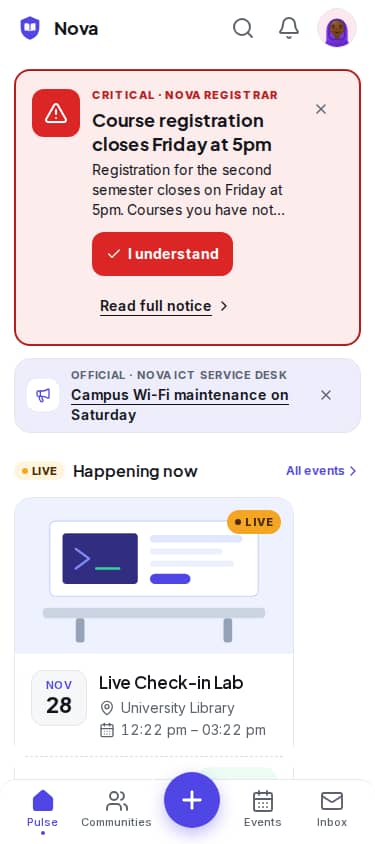 Nova
CRITICAL · NOVA REGISTRAR
Course registration
closes Friday at 5pm
Registration for the second
semester closes on Friday at
5pm. Courses you have not…
I understand
Read full notice
OFFICIAL · NOVA ICT SERVICE DESK
Campus Wi-Fi maintenance on
Saturday
LIVE Happening now All events
LIVE
NOV
28
Live Check-in Lab
University Library
12:22 pm – 03:22 pm
Pulse Communities Events Inbox